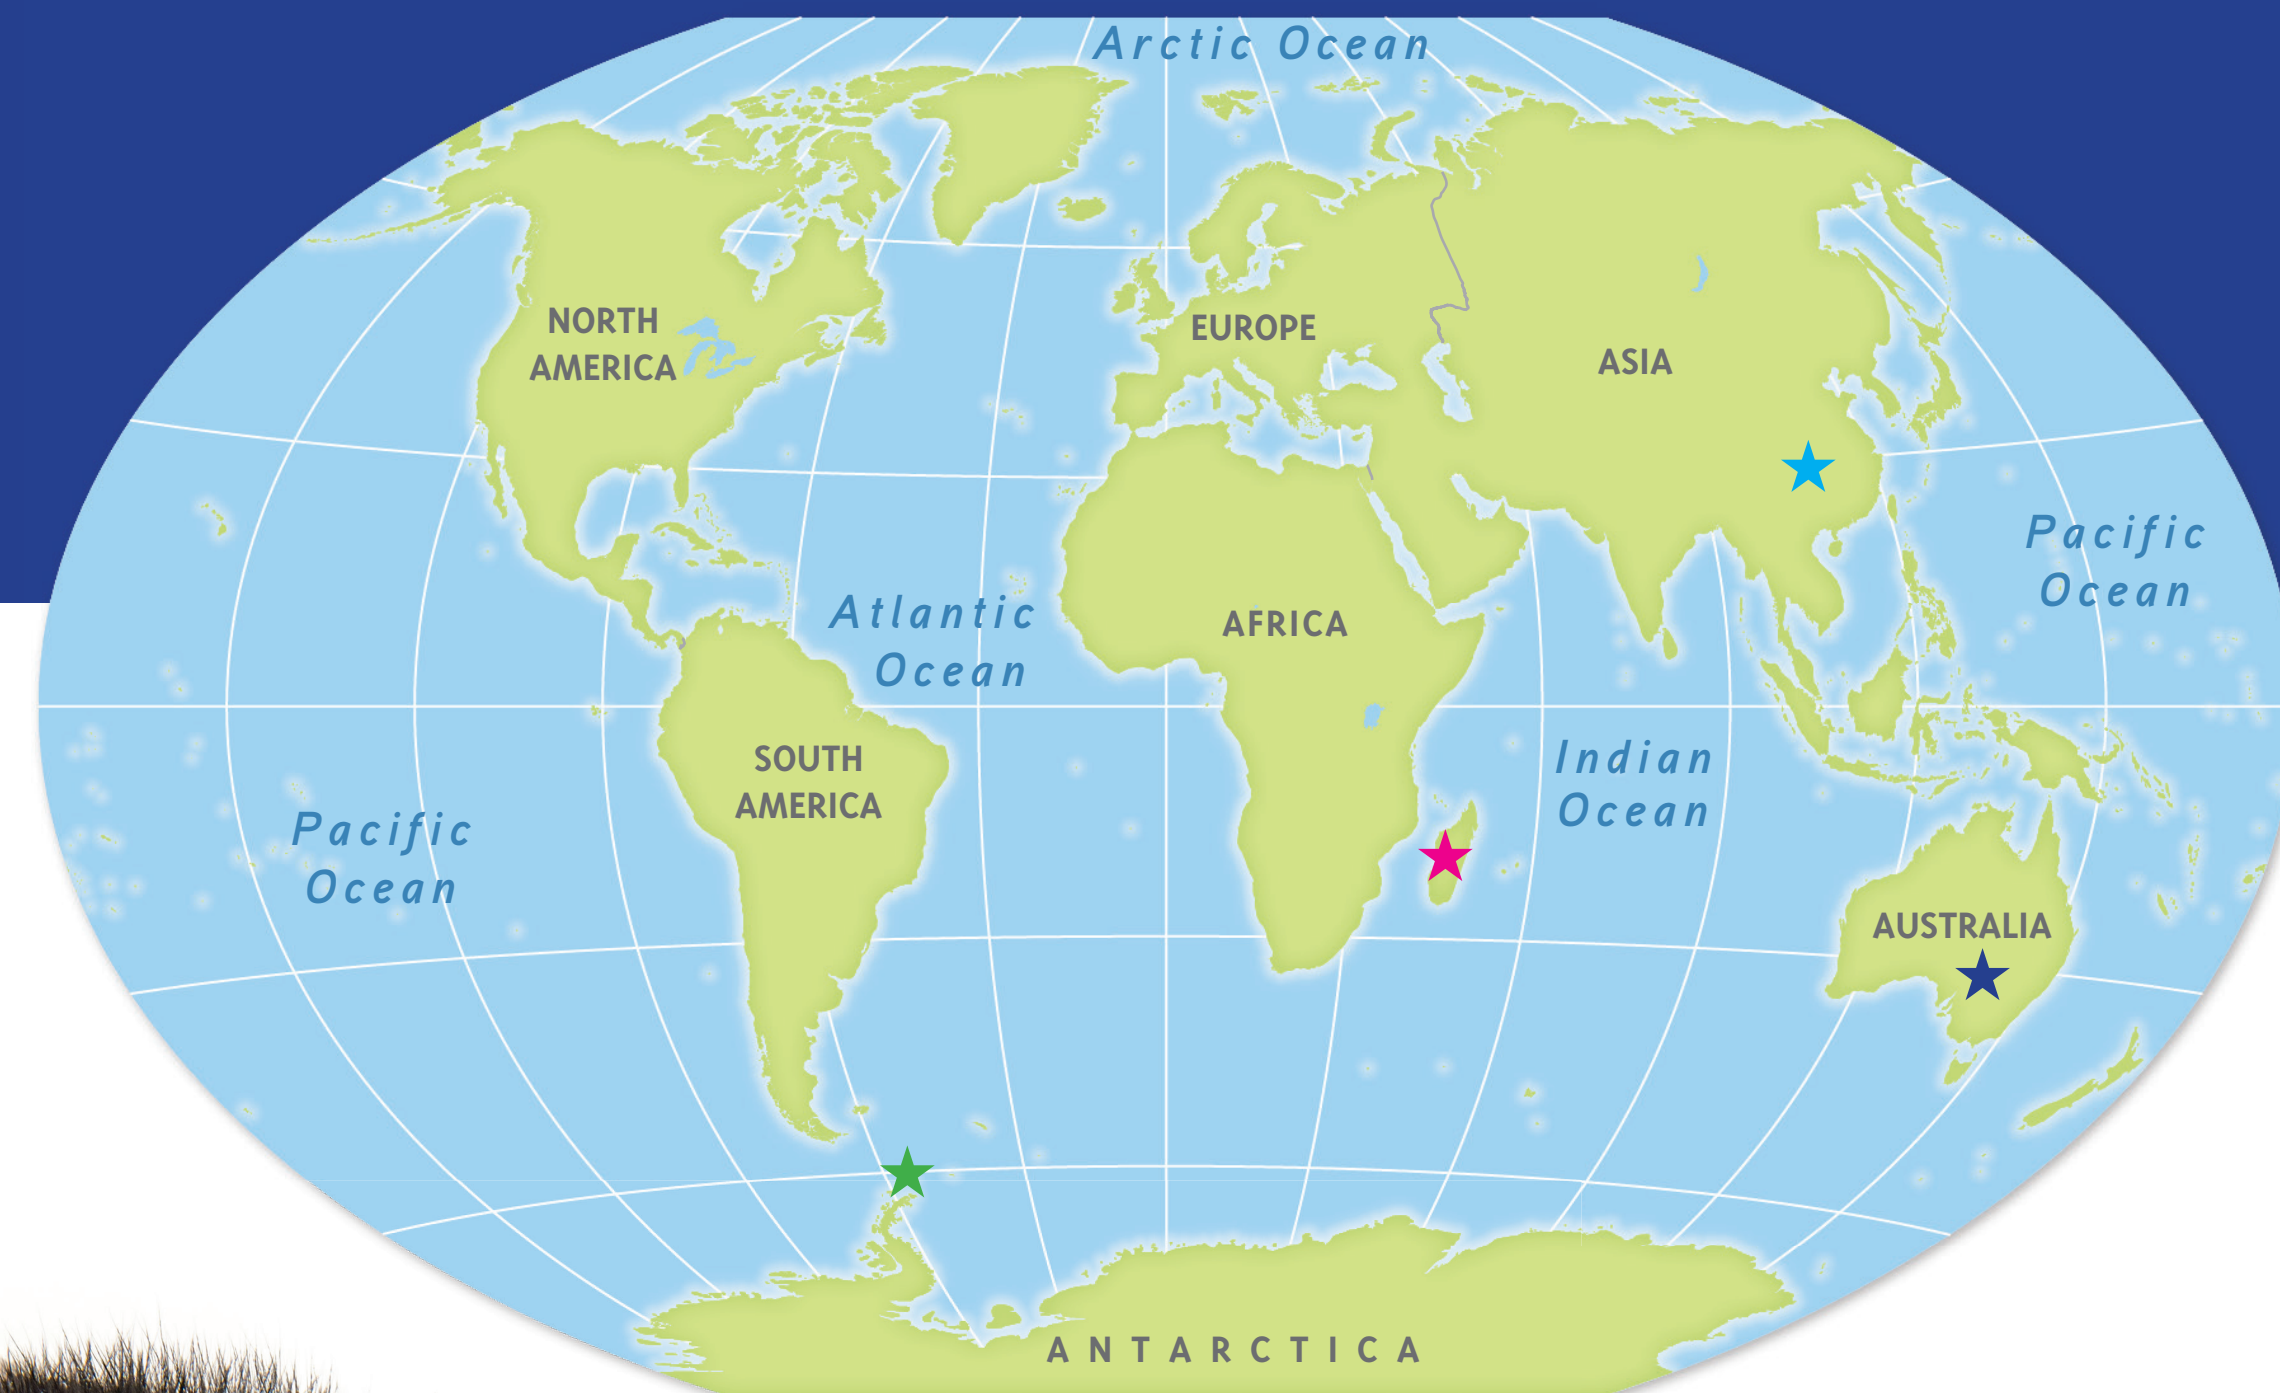 Arctic Ocean
NORTH
AMERICA
EUROPE
ASIA
Pacific
Ocean
Atlantic
Ocean
AFRICA
SOUTH
AMERICA
Indian
Ocean
Pacific
Ocean
AUSTRALIA
ANTARCTICA